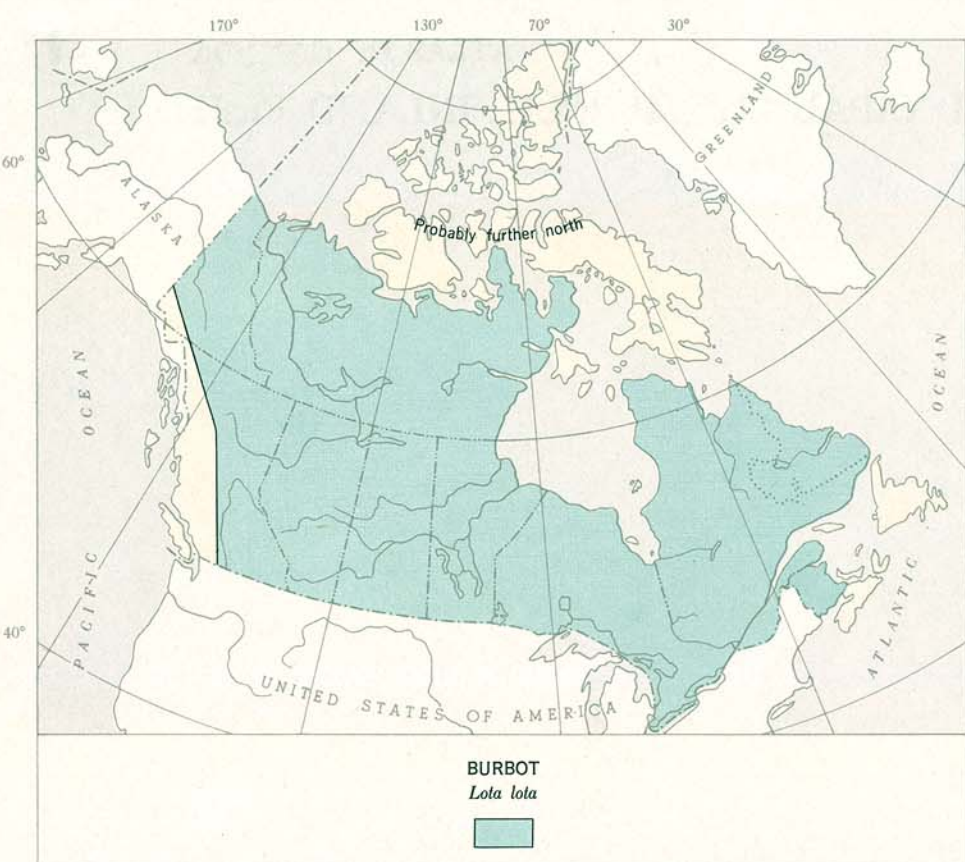 170° 130° 70° 30°
60°
ALASKA
GREENLAND
Probably further north
PACIFIC OCEAN
ATLANTIC OCEAN
40°
UNITED STATES OF AMERICA
BURBOT
Lota lota